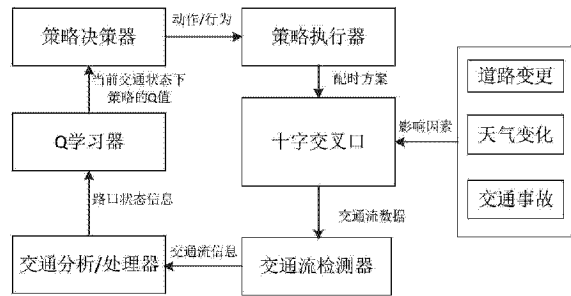 策略决策器
动作/行为
策略执行器
当前交通状态下
策略的Q值
配时方案
道路变更
Q学习器
十字交叉口
影响因素
天气变化
路口状态信息
交通流数据
交通事故
交通分析/处理器
交通流信息
交通流检测器